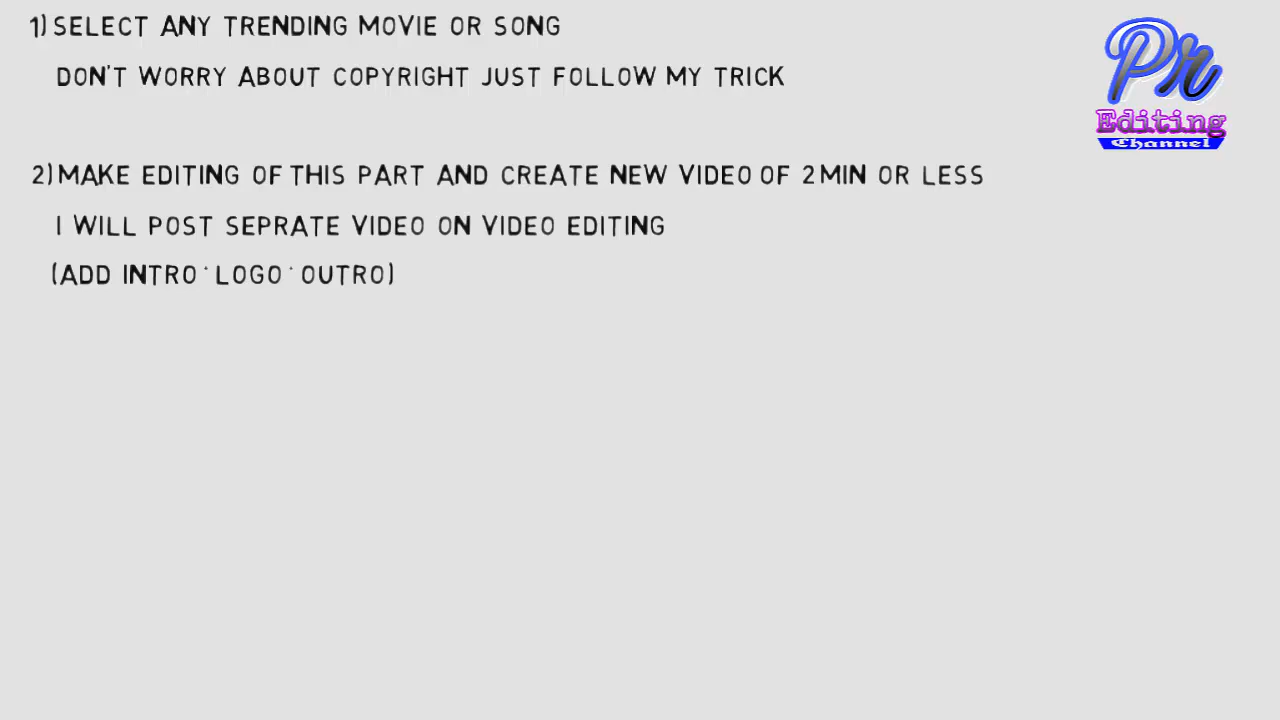 1) SELECT ANY TRENDING MOVIE OR SONG
DON'T WORRY ABOUT COPYRIGHT JUST FOLLOW MY TRICK
2) MAKE EDITING OF THIS PART AND CREATE NEW VIDEO OF 2 MIN OR LESS
I WILL POST SEPRATE VIDEO ON VIDEO EDITING
(ADD INTRO ' LOGO ' OUTRO)
Pr
Editing
Channel